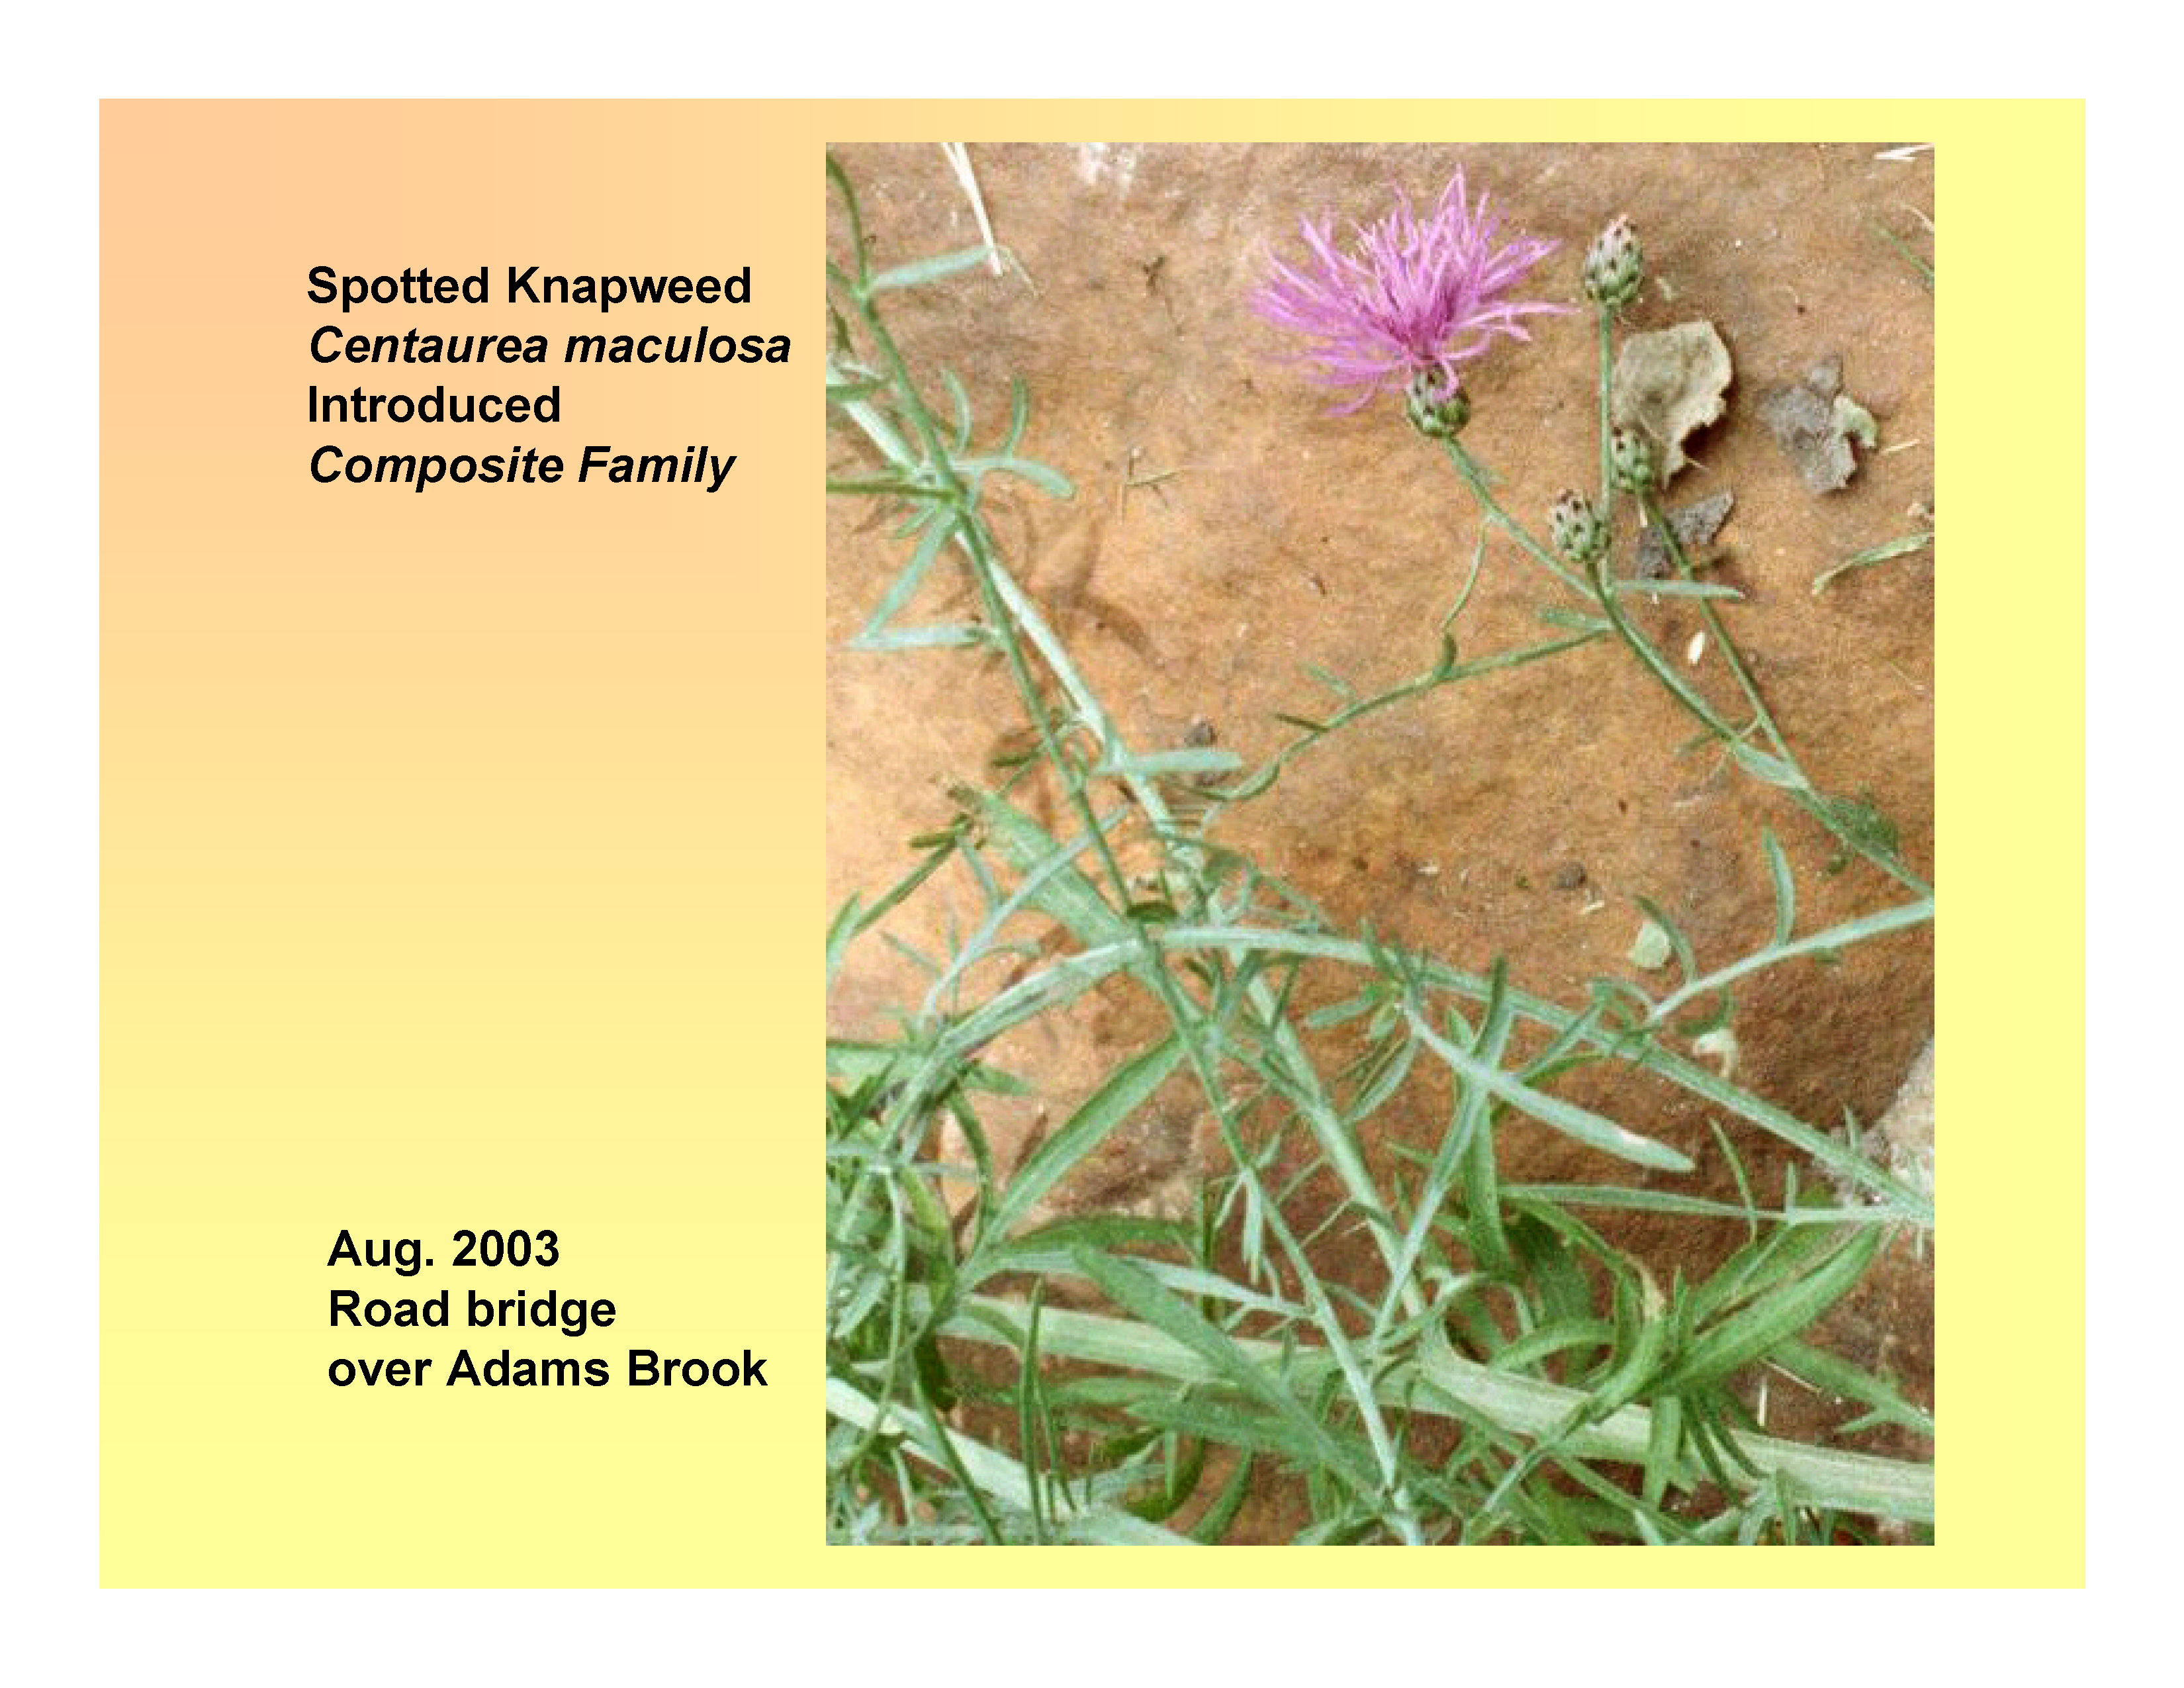 Spotted Knapweed
Centaurea maculosa
Introduced
Composite Family
Aug. 2003
Road bridge
over Adams Brook